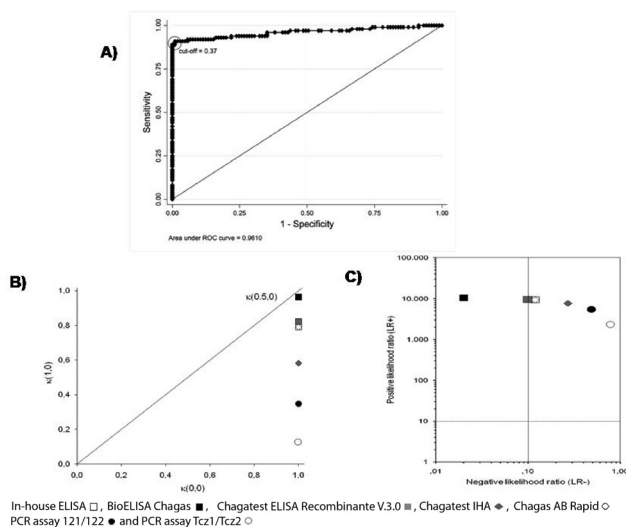 A)
Sensitivity
1.00
0.75
0.50
0.25
0.00
cut-off = 0.37
0.00 0.25 0.50 0.75 1.00
1 - Specificity
Area under ROC curve = 0.9610
B)
κ(1,0)
1,0
0,8
0,6
0,4
0,2
0,0
κ(0.5,0)
0,0 0,2 0,4 0,6 0,8 1,0
κ(0,0)
C)
Positive likelihood ratio (LR+)
100.000
10.000
1.000
100
10
1
.01 .10 1.00
Negative likelihood ratio (LR-)
In-house ELISA □ , BioELISA Chagas ■ , Chagatest ELISA Recombinante V.3.0 ■ , Chagatest IHA ◆ , Chagas AB Rapid ◇
PCR assay 121/122 ● and PCR assay Tcz1/Tcz2 ○